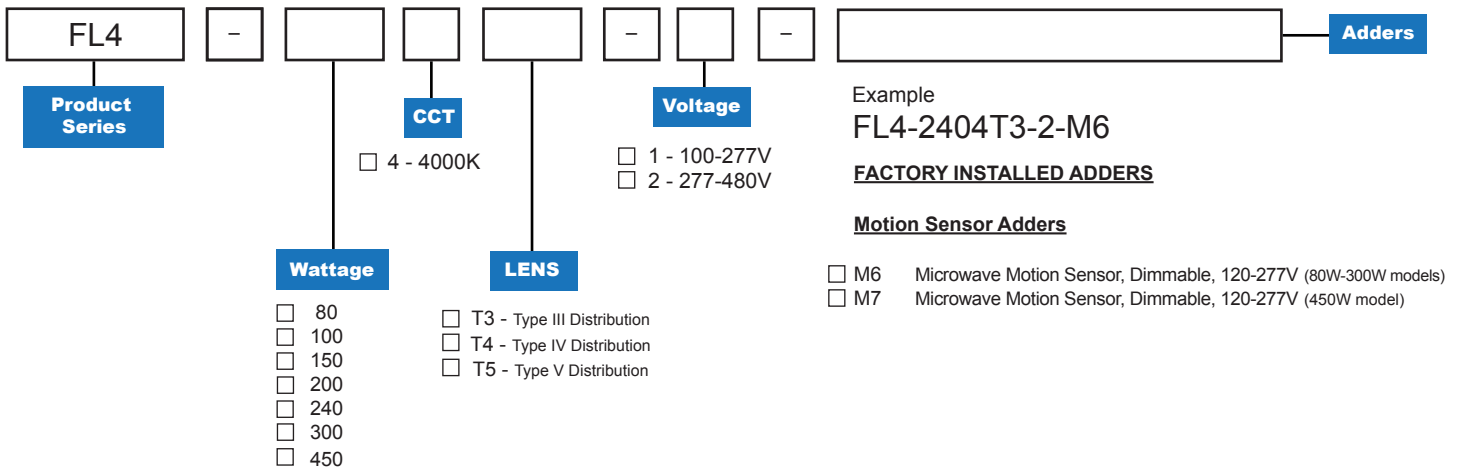 FL4 - - - Adders
Product Series
CCT
4 - 4000K
Voltage
1 - 100-277V
2 - 277-480V
Example
FL4-2404T3-2-M6
FACTORY INSTALLED ADDERS
Motion Sensor Adders
M6 Microwave Motion Sensor, Dimmable, 120-277V (80W-300W models)
M7 Microwave Motion Sensor, Dimmable, 120-277V (450W model)
Wattage
80
100
150
200
240
300
450
LENS
T3 - Type III Distribution
T4 - Type IV Distribution
T5 - Type V Distribution